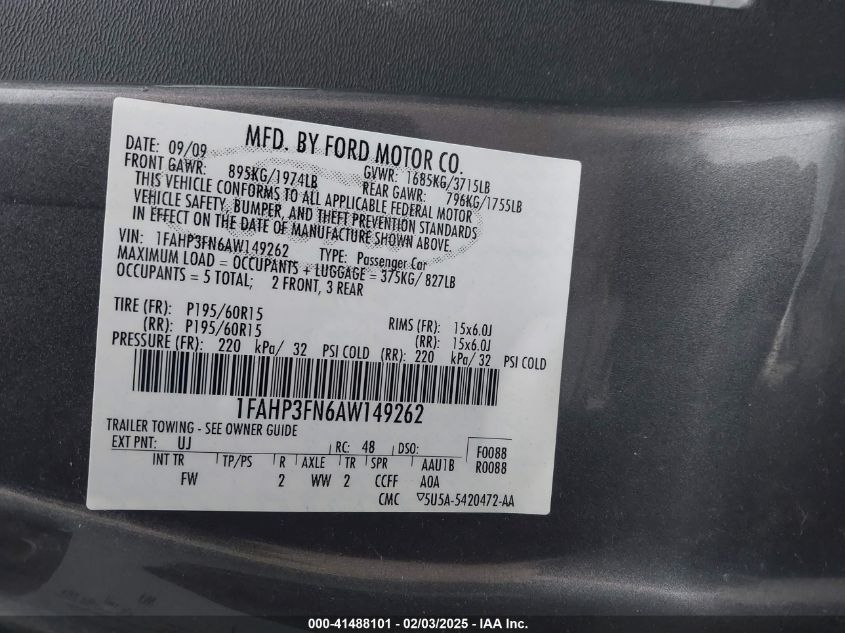 MFD. BY FORD MOTOR CO.
DATE: 09/09 GVWR: 1685KG/3715LB
FRONT GAWR: 895KG/1974LB REAR GAWR: 796KG/1755LB
THIS VEHICLE CONFORMS TO ALL APPLICABLE FEDERAL MOTOR
VEHICLE SAFETY, BUMPER, AND THEFT PREVENTION STANDARDS
IN EFFECT ON THE DATE OF MANUFACTURE SHOWN ABOVE.
VIN: 1FAHP3FN6AW149262 TYPE: Passenger Car
MAXIMUM LOAD = OCCUPANTS + LUGGAGE = 375KG/ 827LB
OCCUPANTS = 5 TOTAL; 2 FRONT, 3 REAR
TIRE (FR): P195/60R15 RIMS (FR): 15x6.0J
(RR): P195/60R15 (RR): 15x6.0J
PRESSURE (FR): 220 kPa/ 32 PSI COLD (RR): 220 kPa/ 32 PSI COLD
1FAHP3FN6AW149262
TRAILER TOWING - SEE OWNER GUIDE
EXT PNT: UJ RC: 48 DSO: F0088
INT TR TP/PS R AXLE TR SPR AAU1B R0088
FW 2 WW 2 CCFF A0A
CMC ▽5U5A-5420472-AA
000-41488101 - 02/03/2025 - IAA Inc.